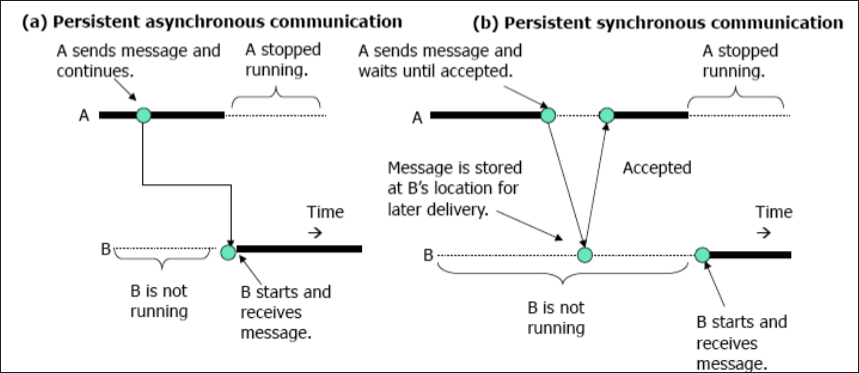 (a) Persistent asynchronous communication
A sends message and
continues.
A stopped
running.
A
Time
→
B
B is not
running
B starts and
receives
message.
(b) Persistent synchronous communication
A sends message and
waits until accepted.
A stopped
running.
A
Message is stored
at B's location for
later delivery.
Accepted
Time
→
B
B is not
running
B starts and
receives
message.